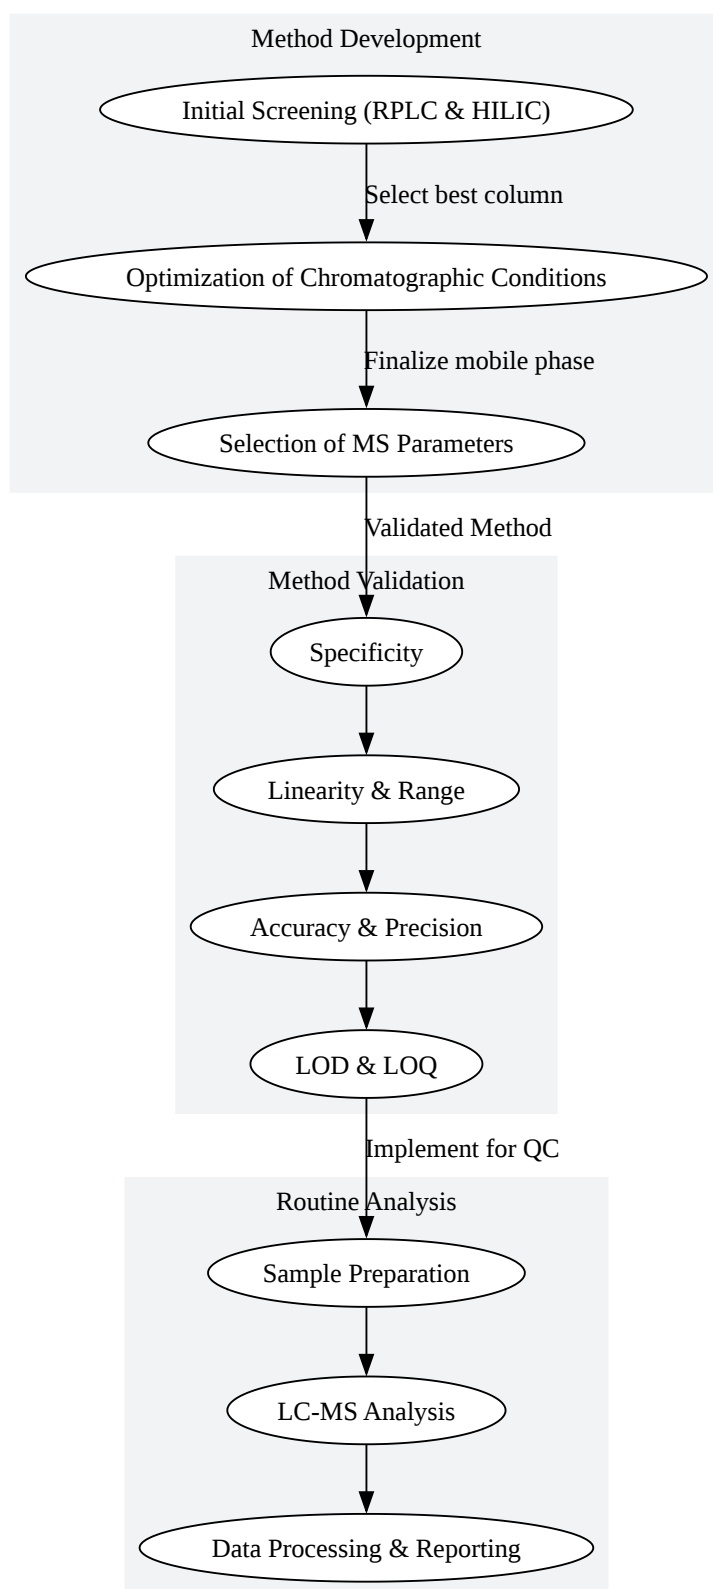 Method Development
Initial Screening (RPLC & HILIC)
Select best column
Optimization of Chromatographic Conditions
Finalize mobile phase
Selection of MS Parameters
Validated Method
Method Validation
Specificity
Linearity & Range
Accuracy & Precision
LOD & LOQ
Implement for QC
Routine Analysis
Sample Preparation
LC-MS Analysis
Data Processing & Reporting